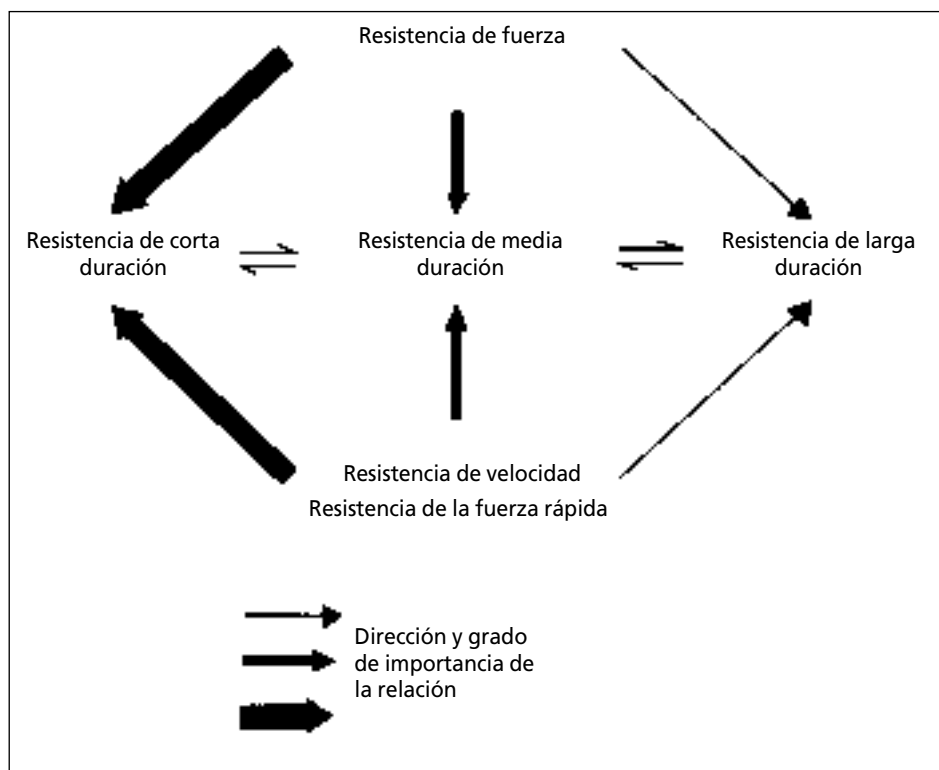 Resistencia de fuerza
Resistencia de corta
duración
Resistencia de media
duración
Resistencia de larga
duración
Resistencia de velocidad
Resistencia de la fuerza rápida
Dirección y grado
de importancia de
la relación